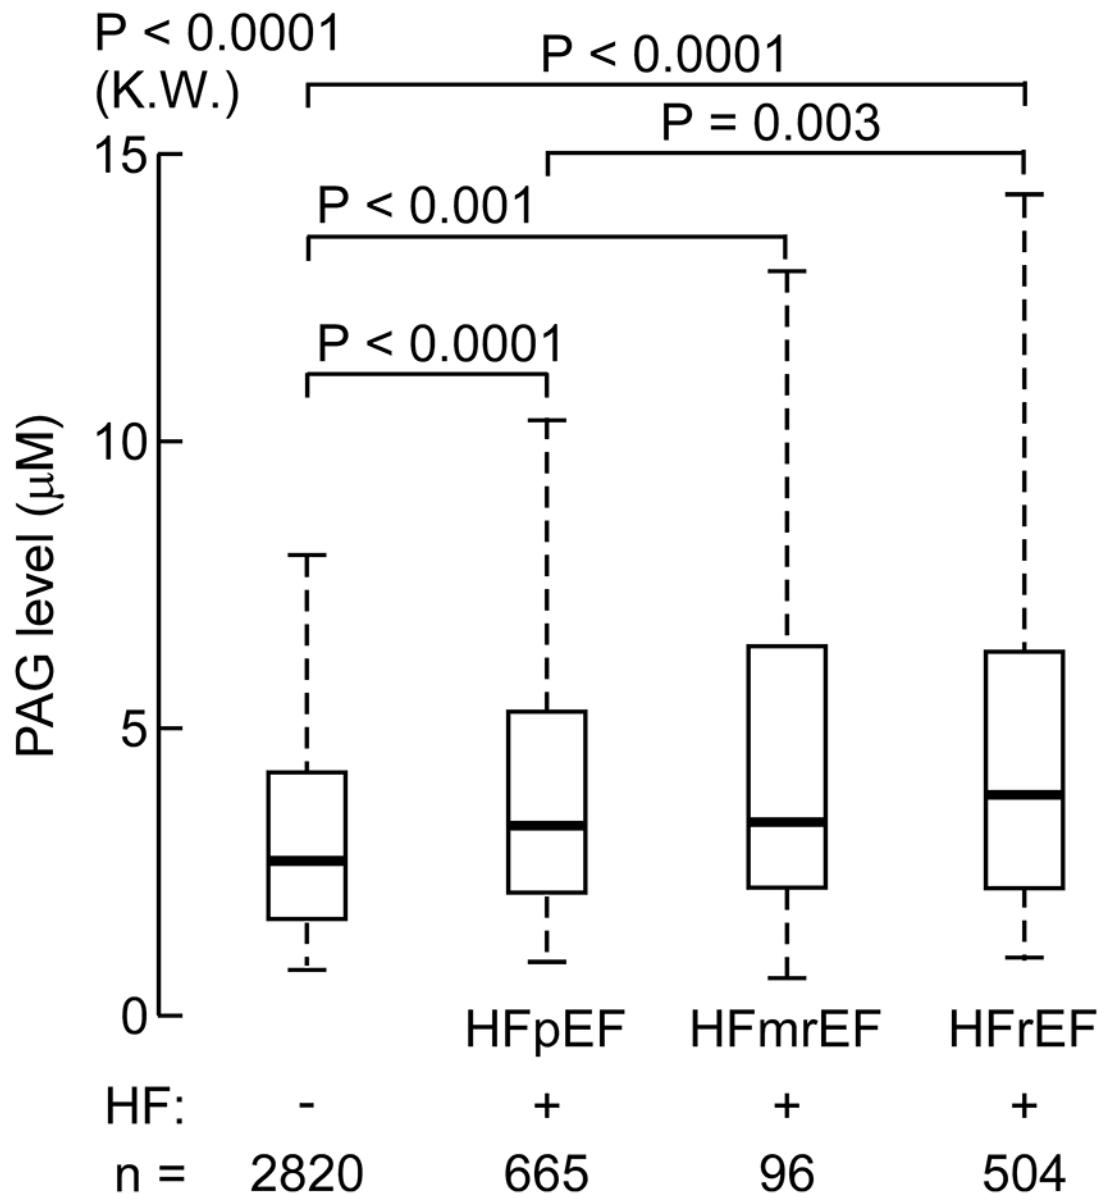 P < 0.0001
(K.W.)
P < 0.0001
P = 0.003
15
P < 0.001
P < 0.0001
10
PAG level (μM)
5
0
HFpEF HFmrEF HFrEF
HF: - + + +
n = 2820 665 96 504